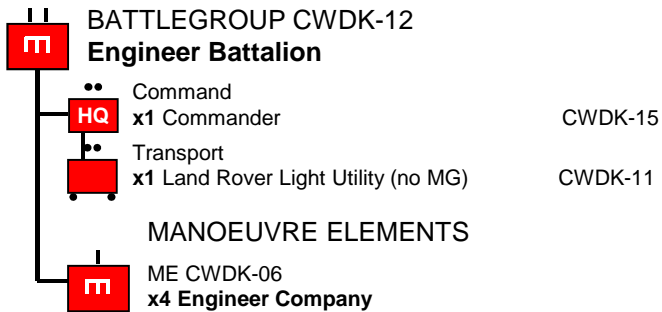 BATTLEGROUP CWDK-12
Engineer Battalion
Command
HQ x1 Commander CWDK-15
Transport
x1 Land Rover Light Utility (no MG) CWDK-11
MANOEUVRE ELEMENTS
ME CWDK-06
x4 Engineer Company